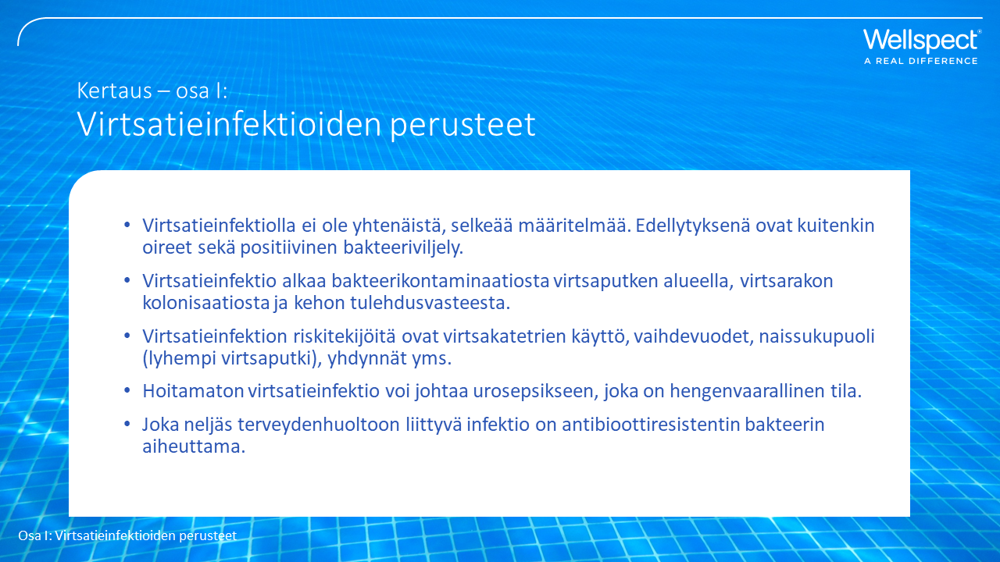 Wellspect®
A REAL DIFFERENCE
Kertaus – osa I:
Virtsatieinfektioiden perusteet
• Virtsatieinfektiolla ei ole yhtenäistä, selkeää määritelmää. Edellytyksenä ovat kuitenkin
oireet sekä positiivinen bakteeriviljely.
• Virtsatieinfektio alkaa bakteerikontaminaatiosta virtsaputken alueella, virtsarakon
kolonisaatiosta ja kehon tulehdusvasteesta.
• Virtsatieinfektion riskitekijöitä ovat virtsakatetrien käyttö, vaihdevuodet, naissukupuoli
(lyhempi virtsaputki), yhdynnät yms.
• Hoitamaton virtsatieinfektio voi johtaa urosepsikseen, joka on hengenvaarallinen tila.
• Joka neljäs terveydenhuoltoon liittyvä infektio on antibioottiresistentin bakteerin
aiheuttama.
Osa I: Virtsatieinfektioiden perusteet